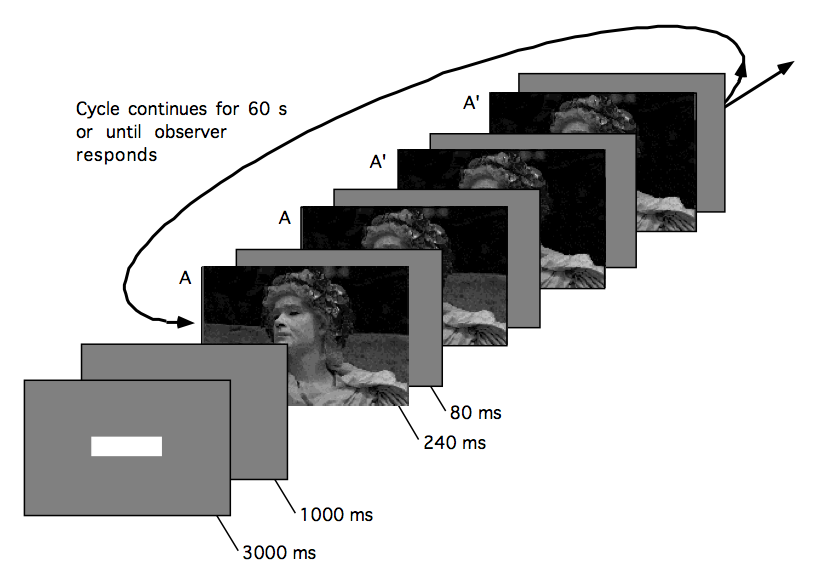 Cycle continues for 60 s
or until observer
responds
A'
A'
A
A
80 ms
240 ms
1000 ms
3000 ms